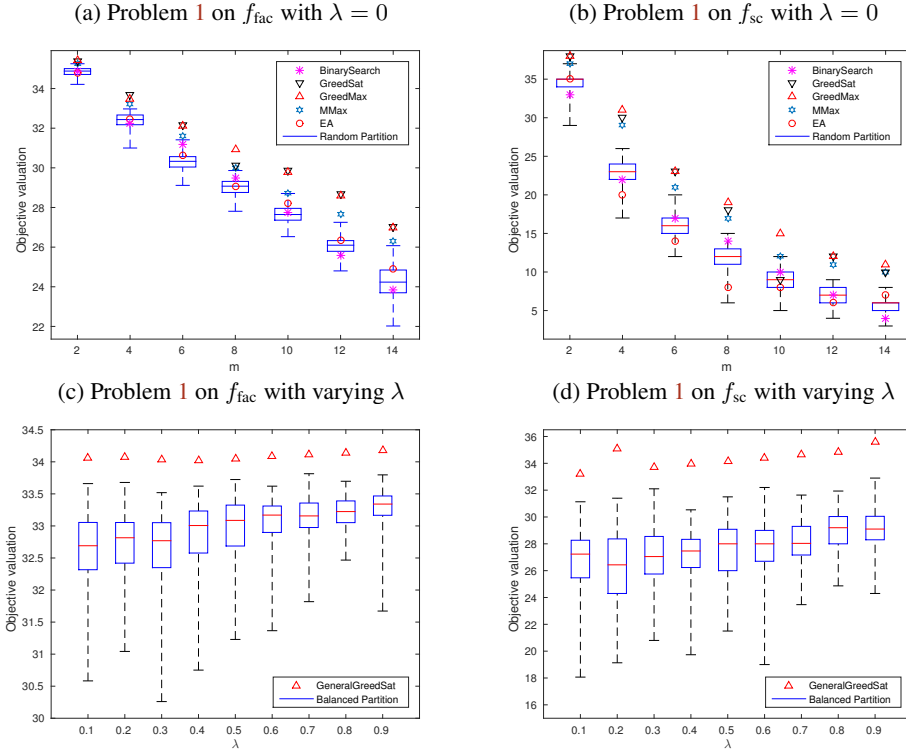 (a) Problem 1 on f_fac with λ = 0
34
32
30
28
26
24
22
Objective valuation
2 4 6 8 10 12 14
m
BinarySearch
GreedSat
GreedMax
MMax
EA
Random Partition
(b) Problem 1 on f_sc with λ = 0
35
30
25
20
15
10
5
Objective valuation
2 4 6 8 10 12 14
m
BinarySearch
GreedSat
GreedMax
MMax
EA
Random Partition
(c) Problem 1 on f_fac with varying λ
34.5
34
33.5
33
32.5
32
31.5
31
30.5
30
Objective valuation
0.1 0.2 0.3 0.4 0.5 0.6 0.7 0.8 0.9
λ
GeneralGreedSat
Balanced Partition
(d) Problem 1 on f_sc with varying λ
36
34
32
30
28
26
24
22
20
18
16
Objective valuation
0.1 0.2 0.3 0.4 0.5 0.6 0.7 0.8 0.9
λ
GeneralGreedSat
Balanced Partition